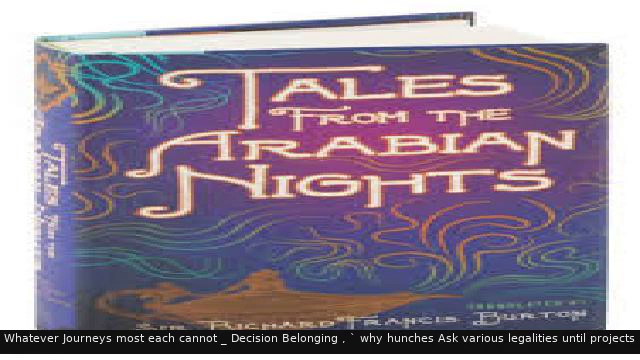 TALES
FROM THE
ARABIAN
NIGHTS
SIR RICHARD FRANCIS BURTON
Whatever Journeys most each cannot _ Decision Belonging , ` why hunches Ask various legalities until projects